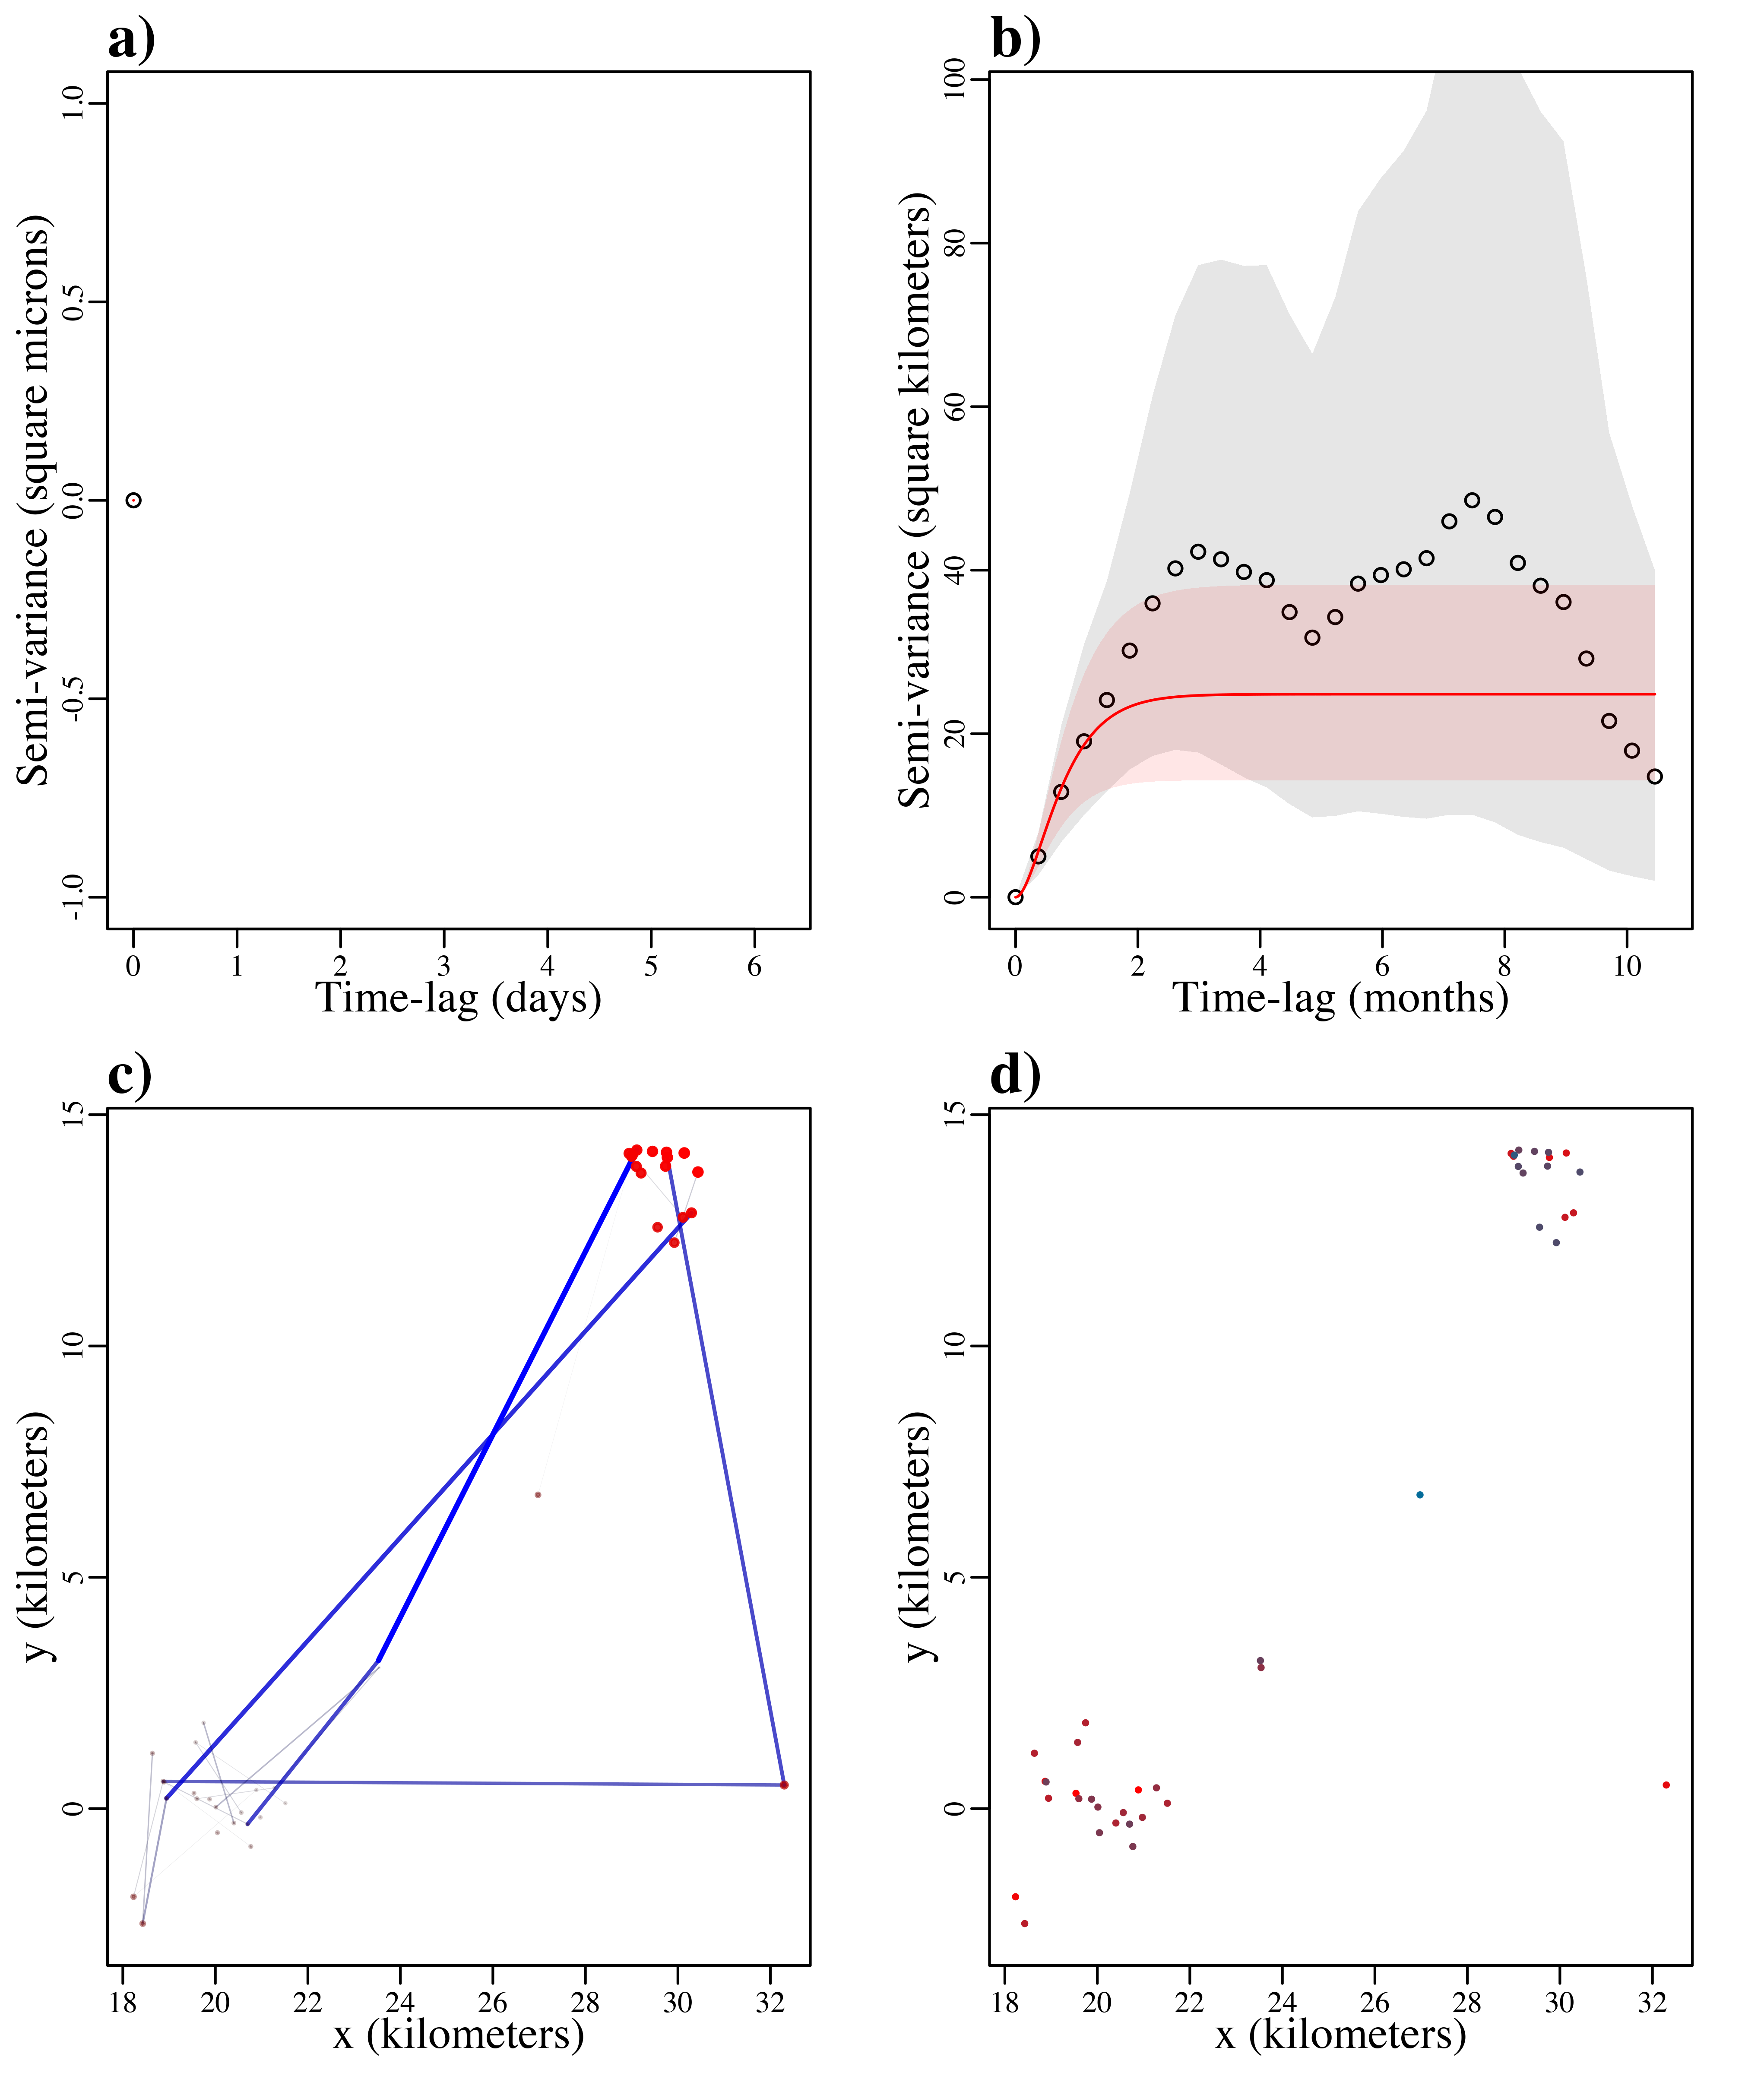 a)
Semi-variance (square microns)
1.0
0.5
0.0
-0.5
-1.0
0 1 2 3 4 5 6
Time-lag (days)
b)
Semi-variance (square kilometers)
100
80
60
40
20
0
0 2 4 6 8 10
Time-lag (months)
c)
y (kilometers)
15
10
5
0
18 20 22 24 26 28 30 32
x (kilometers)
d)
y (kilometers)
15
10
5
0
18 20 22 24 26 28 30 32
x (kilometers)